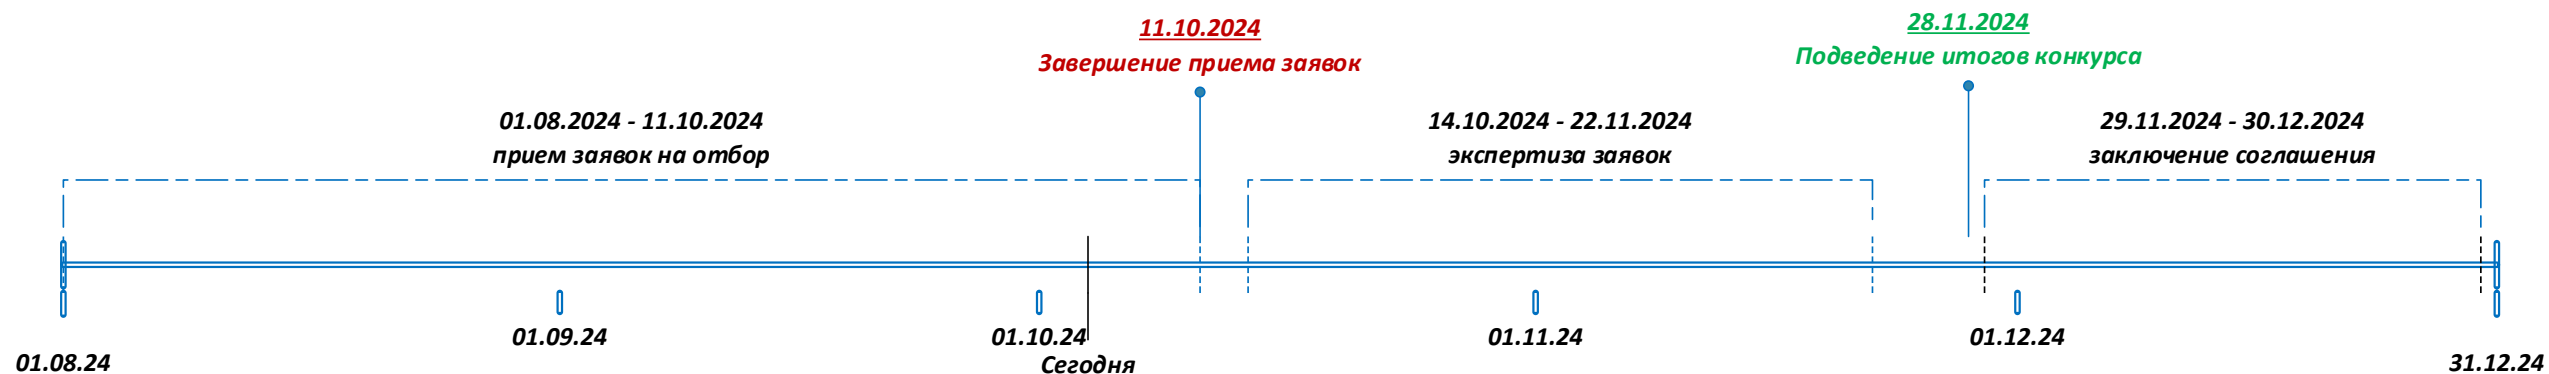 11.10.2024
Завершение приема заявок
28.11.2024
Подведение итогов конкурса
01.08.2024 - 11.10.2024
прием заявок на отбор
14.10.2024 - 22.11.2024
экспертиза заявок
29.11.2024 - 30.12.2024
заключение соглашения
01.08.24
01.09.24
01.10.24
Сегодня
01.11.24
01.12.24
31.12.24